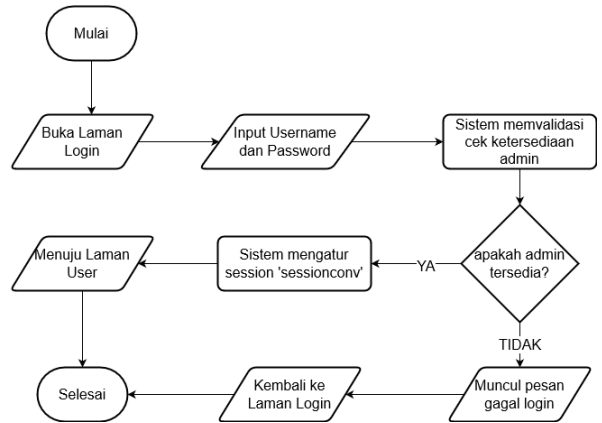 Mulai
Buka Laman
Login
Input Username
dan Password
Sistem memvalidasi
cek ketersediaan
admin
apakah admin
tersedia?
YA
Sistem mengatur
session 'sessionconv'
Menuju Laman
User
TIDAK
Muncul pesan
gagal login
Kembali ke
Laman Login
Selesai